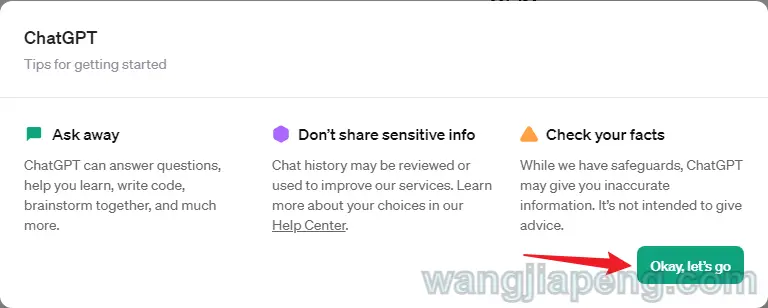 ChatGPT
Tips for getting started
Ask away
ChatGPT can answer questions,
help you learn, write code,
brainstorm together, and much
more.
Don’t share sensitive info
Chat history may be reviewed or
used to improve our services. Learn
more about your choices in our
Help Center.
Check your facts
While we have safeguards, ChatGPT
may give you inaccurate
information. It’s not intended to give
advice.
Okay, let’s go
wangjiapeng.com